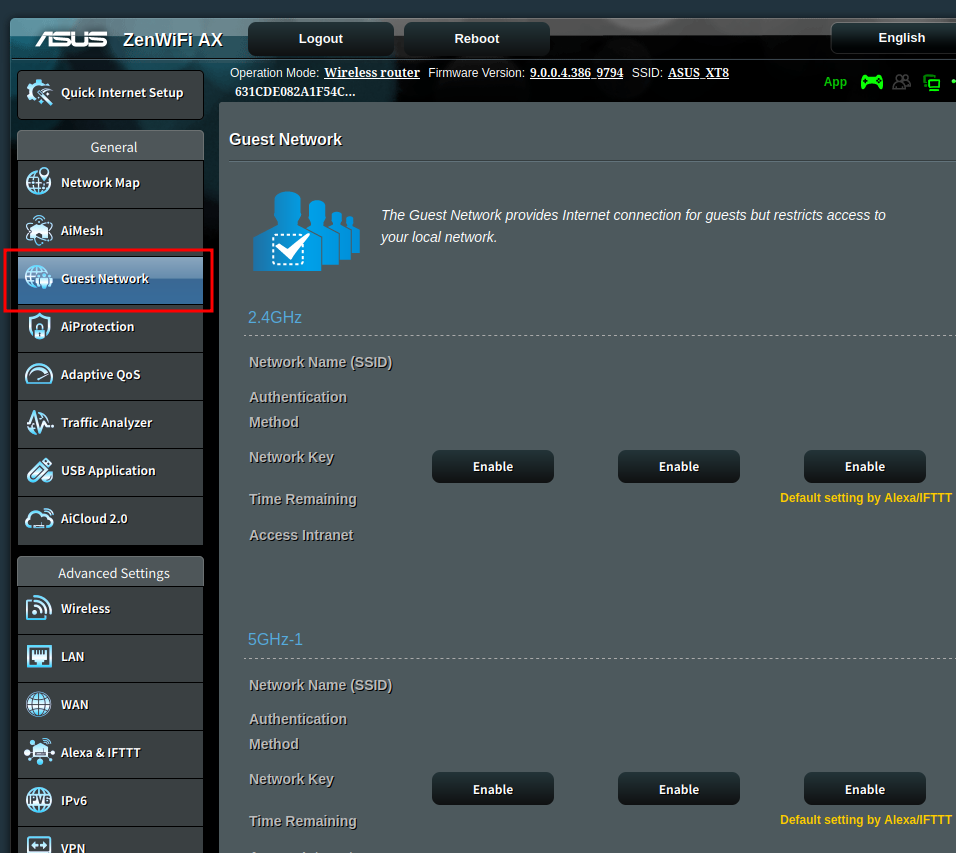 ASUS ZenWiFi AX Logout Reboot English
Operation Mode: Wireless router Firmware Version: 9.0.0.4.386_9794 SSID: ASUS_XT8
631CDE082A1F54C...
App
Quick Internet Setup
General
Network Map
AiMesh
Guest Network
AiProtection
Adaptive QoS
Traffic Analyzer
USB Application
AiCloud 2.0
Advanced Settings
Wireless
LAN
WAN
Alexa & IFTTT
IPv6
VPN
Guest Network
The Guest Network provides Internet connection for guests but restricts access to
your local network.
2.4GHz
Network Name (SSID)
Authentication
Method
Network Key
Enable Enable Enable
Default setting by Alexa/IFTTT
Time Remaining
Access Intranet
5GHz-1
Network Name (SSID)
Authentication
Method
Network Key
Enable Enable Enable
Default setting by Alexa/IFTTT
Time Remaining